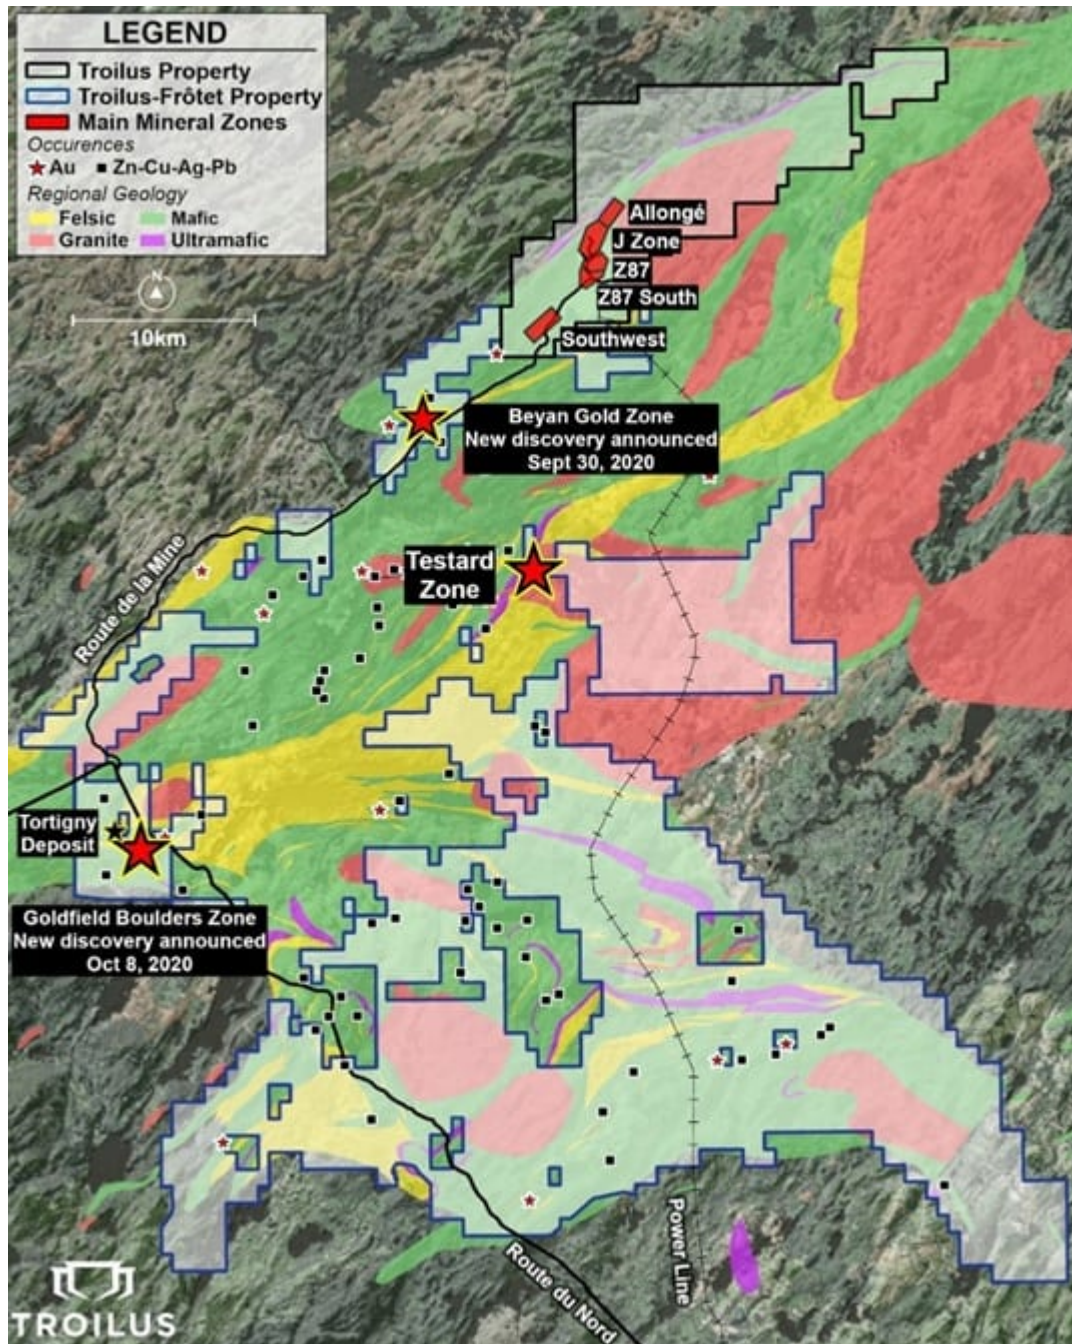 LEGEND
Troilus Property
Troilus-Frôtet Property
Main Mineral Zones
Occurences
Au Zn-Cu-Ag-Pb
Regional Geology
Felsic Mafic
Granite Ultramafic
N
10km
Allongé
J Zone
Z87
Z87 South
Southwest
Beyan Gold Zone
New discovery announced
Sept 30, 2020
Testard
Zone
Route de la Mine
Tortigny
Deposit
Goldfield Boulders Zone
New discovery announced
Oct 8, 2020
Power Line
Route du Nord
TROILUS